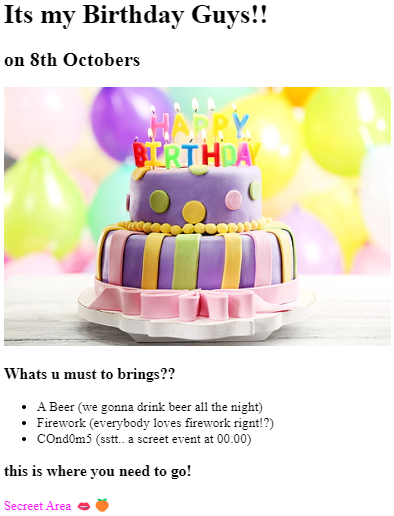 Its my Birthday Guys!!
on 8th Octobers
HAPPY
BIRTHDAY
Whats u must to brings??
A Beer (we gonna drink beer all the night)
Firework (everybody loves firework rignt!?)
COnd0m5 (sstt.. a screet event at 00.00)
this is where you need to go!
Secreet Area 🫦 🍑